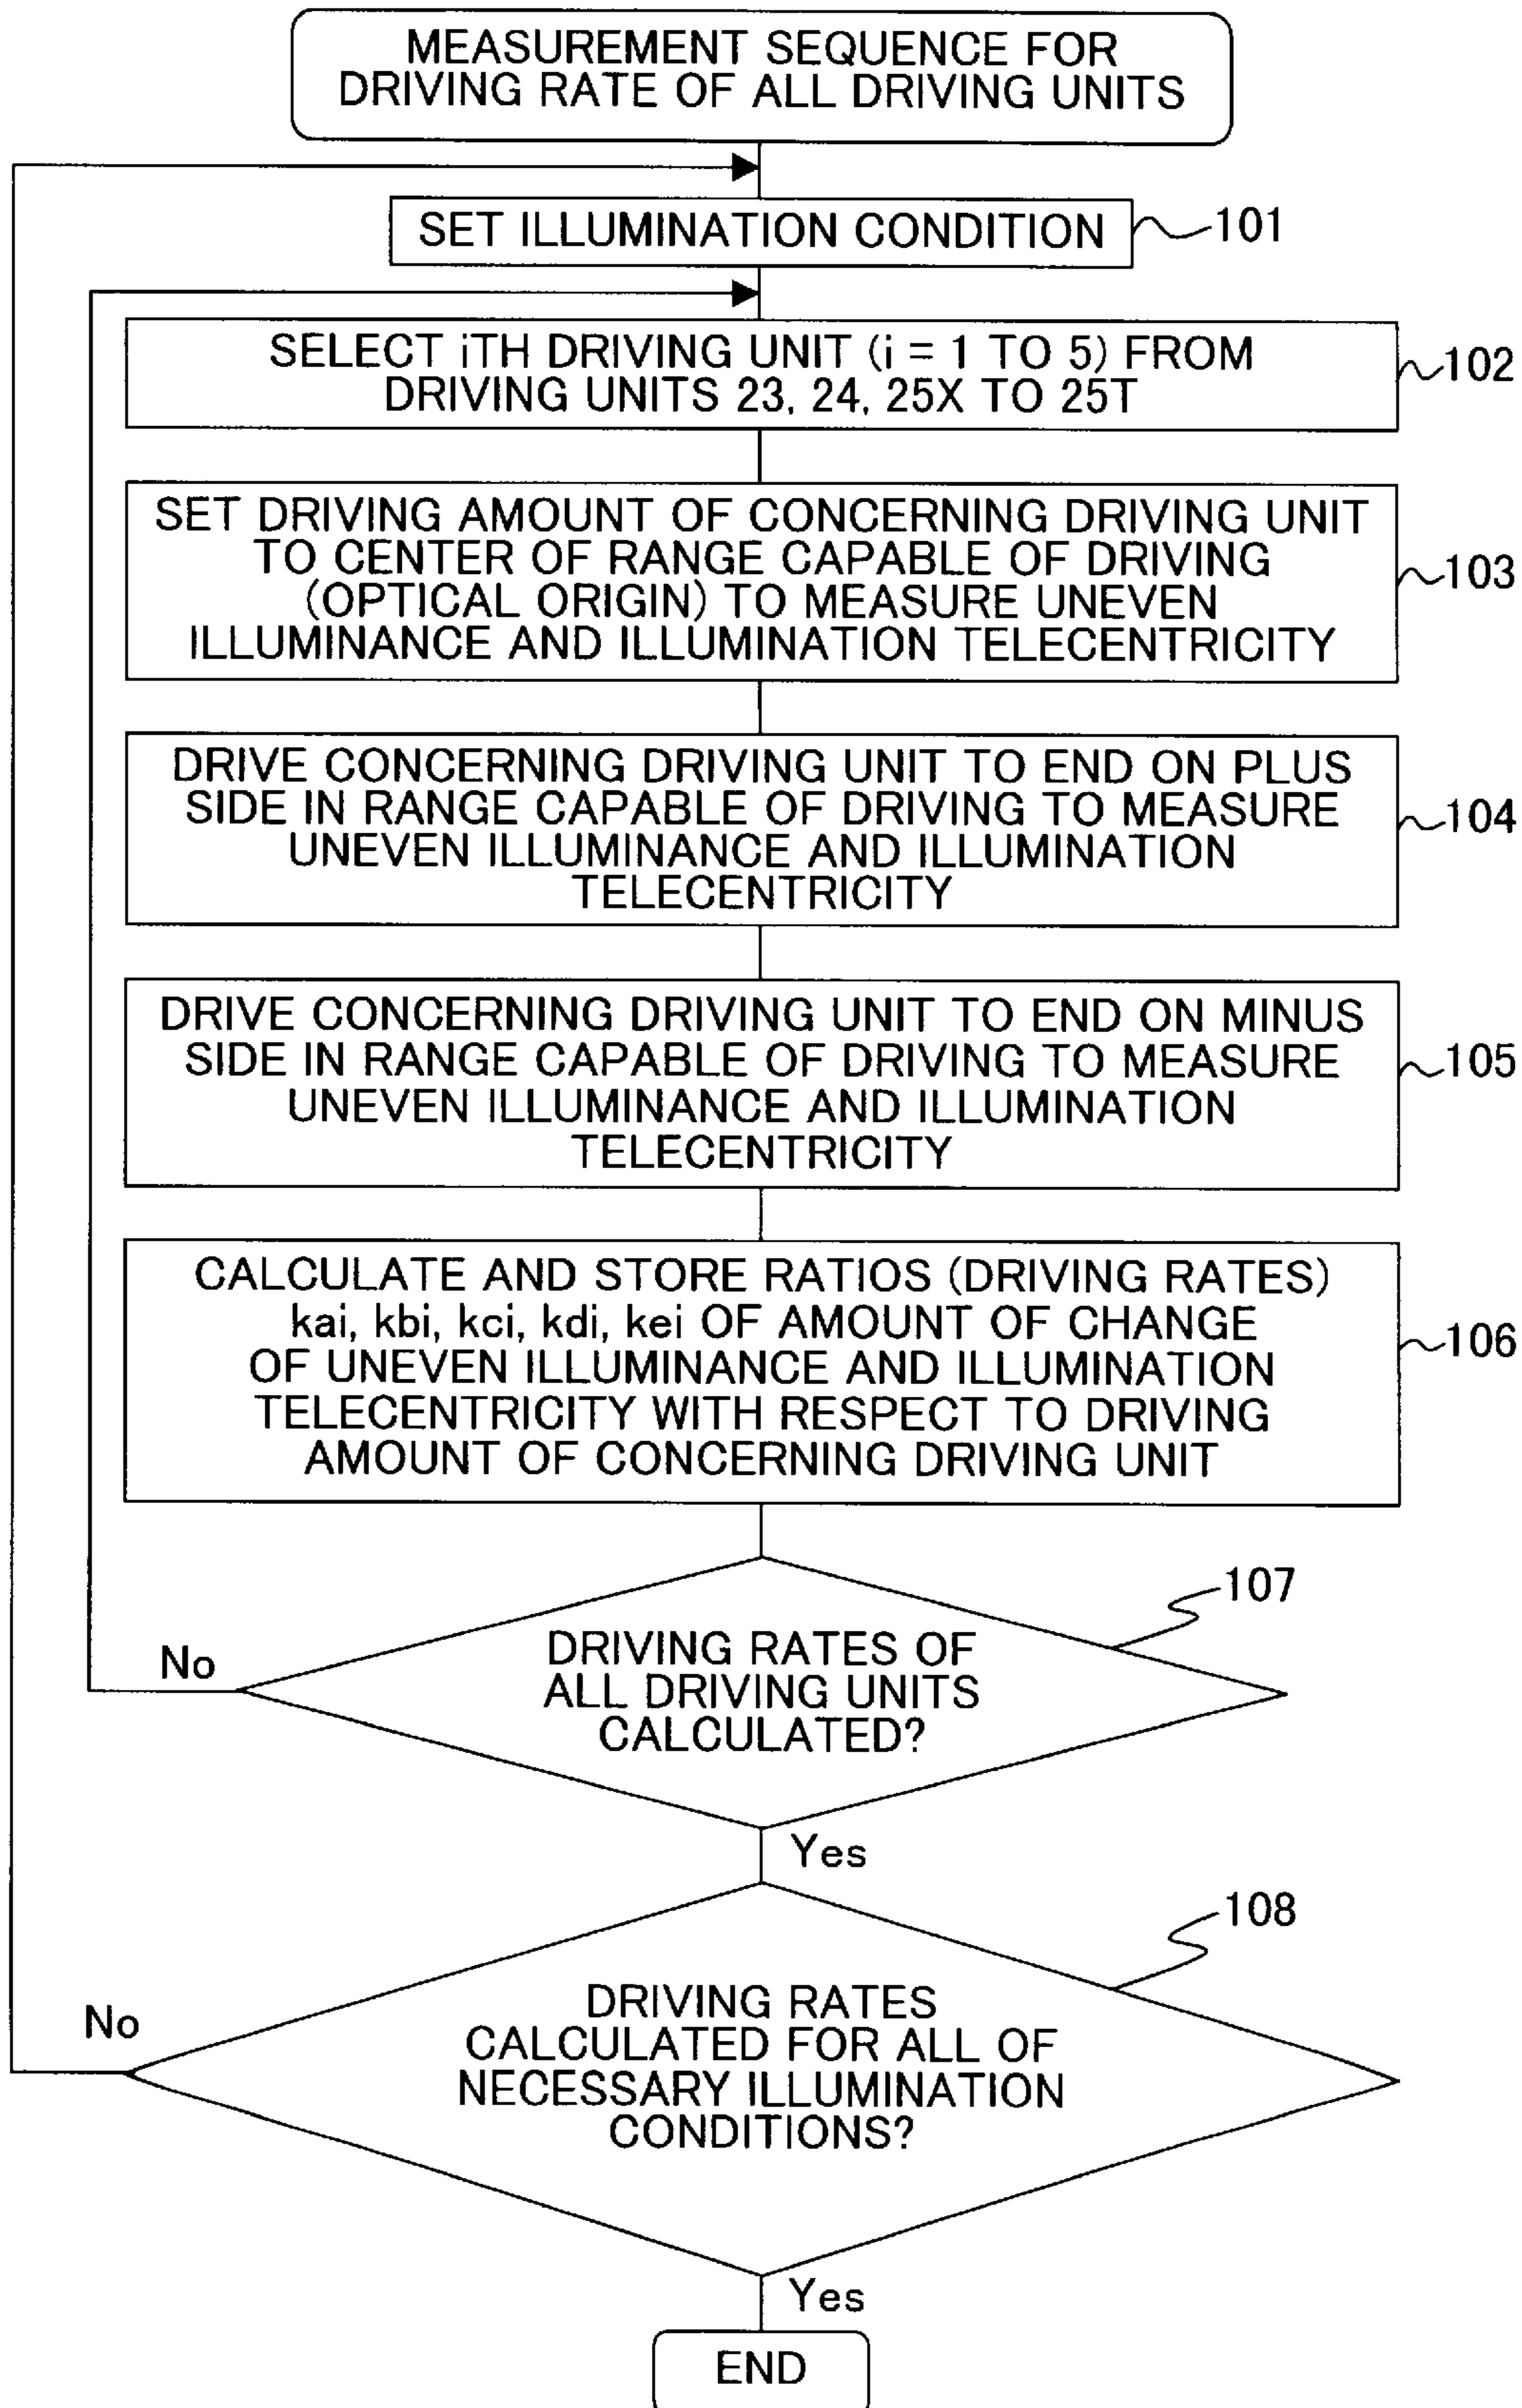 MEASUREMENT SEQUENCE FOR
DRIVING RATE OF ALL DRIVING UNITS
SET ILLUMINATION CONDITION
101
SELECT iTH DRIVING UNIT (i = 1 TO 5) FROM
DRIVING UNITS 23, 24, 25X TO 25T
102
SET DRIVING AMOUNT OF CONCERNING DRIVING UNIT
TO CENTER OF RANGE CAPABLE OF DRIVING
(OPTICAL ORIGIN) TO MEASURE UNEVEN
ILLUMINANCE AND ILLUMINATION TELECENTRICITY
103
DRIVE CONCERNING DRIVING UNIT TO END ON PLUS
SIDE IN RANGE CAPABLE OF DRIVING TO MEASURE
UNEVEN ILLUMINANCE AND ILLUMINATION
TELECENTRICITY
104
DRIVE CONCERNING DRIVING UNIT TO END ON MINUS
SIDE IN RANGE CAPABLE OF DRIVING TO MEASURE
UNEVEN ILLUMINANCE AND ILLUMINATION
TELECENTRICITY
105
CALCULATE AND STORE RATIOS (DRIVING RATES)
kai, kbi, kci, kdi, kei OF AMOUNT OF CHANGE
OF UNEVEN ILLUMINANCE AND ILLUMINATION
TELECENTRICITY WITH RESPECT TO DRIVING
AMOUNT OF CONCERNING DRIVING UNIT
106
107
No
DRIVING RATES OF
ALL DRIVING UNITS
CALCULATED?
Yes
108
No
DRIVING RATES
CALCULATED FOR ALL OF
NECESSARY ILLUMINATION
CONDITIONS?
Yes
END